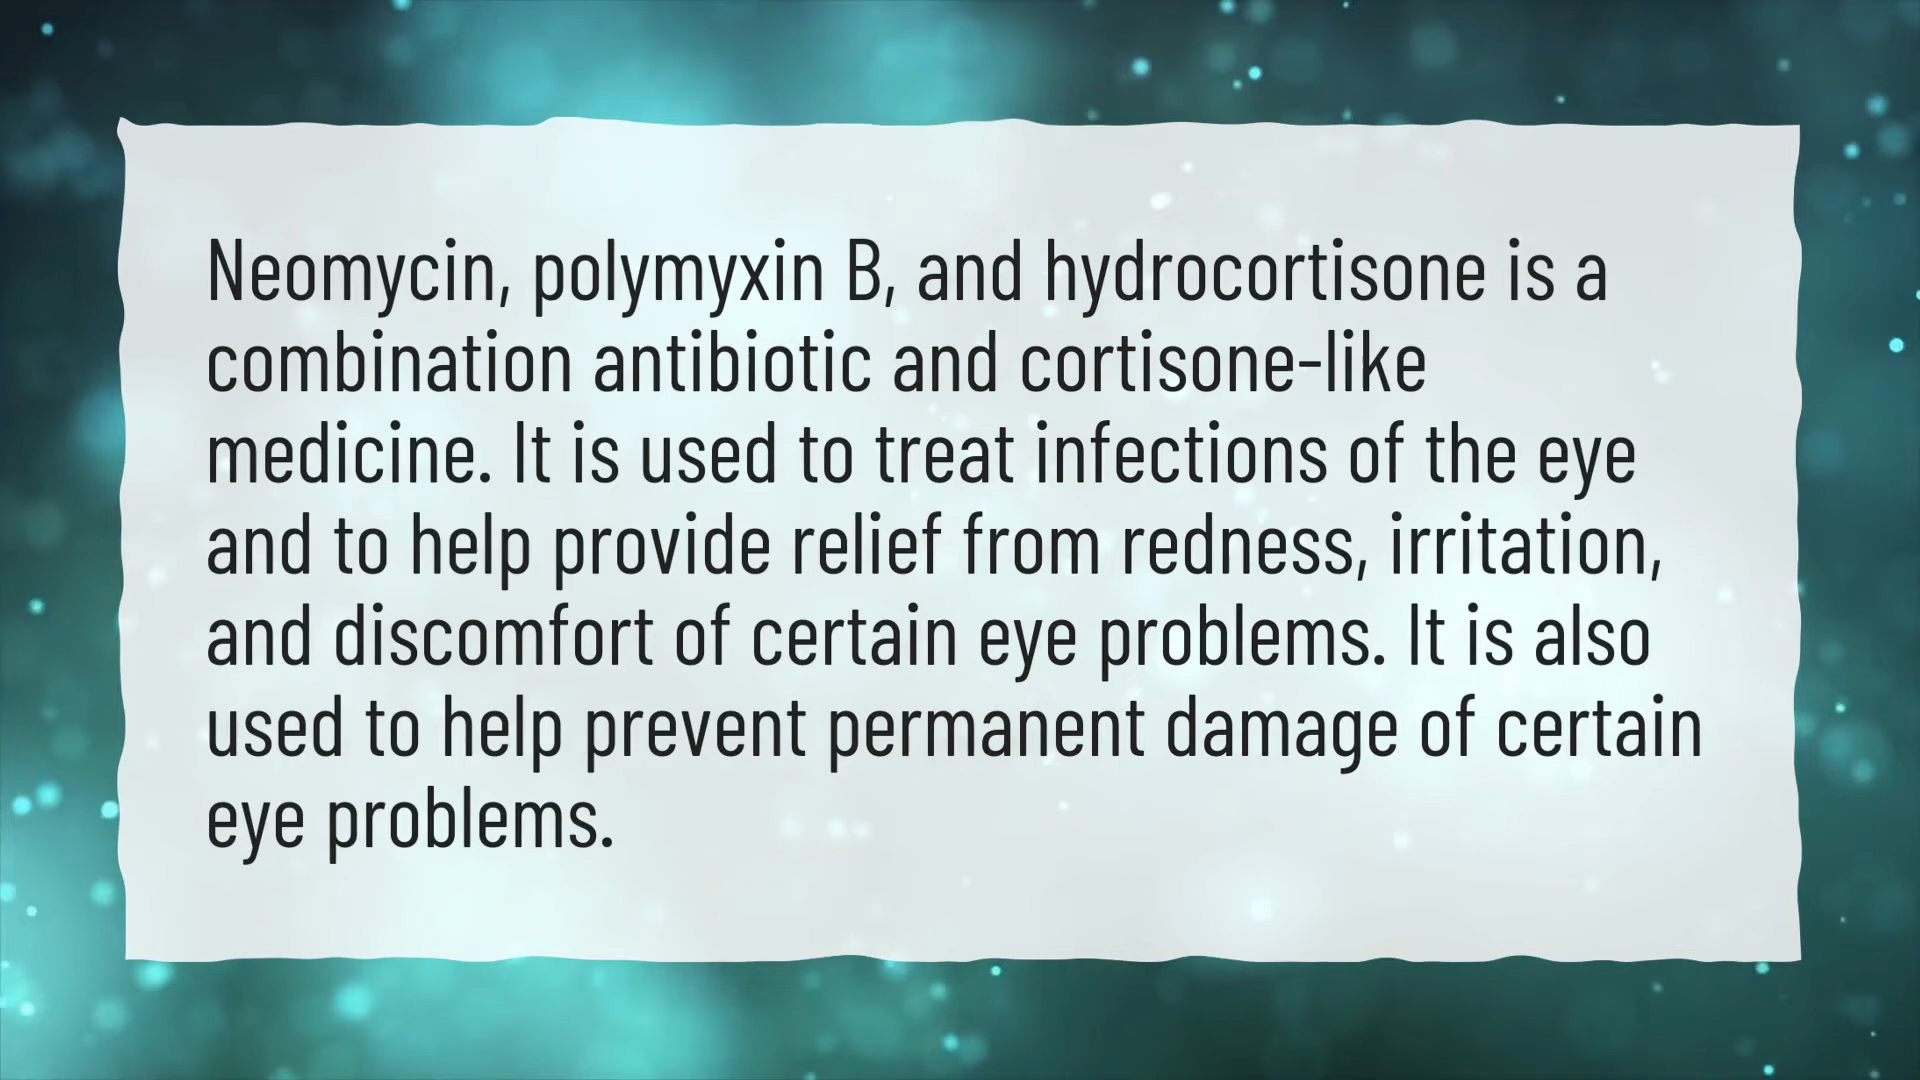 Neomycin, polymyxin B, and hydrocortisone is a
combination antibiotic and cortisone-like
medicine. It is used to treat infections of the eye
and to help provide relief from redness, irritation,
and discomfort of certain eye problems. It is also
used to help prevent permanent damage of certain
eye problems.